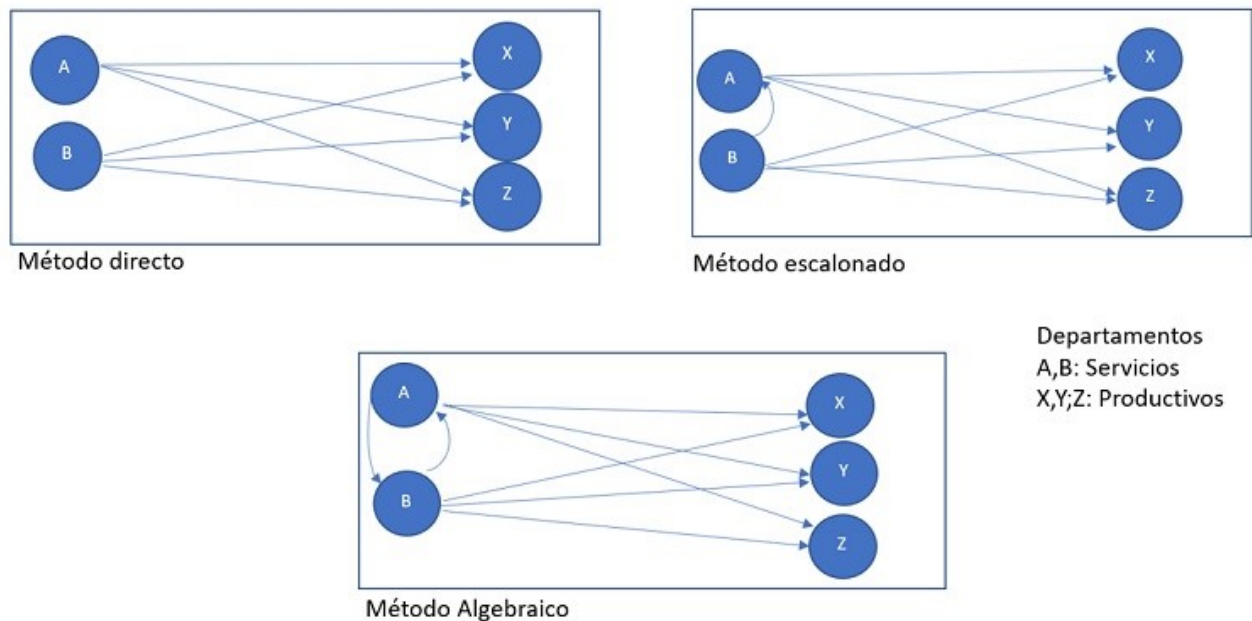 A
B
X
Y
Z
Método directo
A
B
X
Y
Z
Método escalonado
A
B
X
Y
Z
Método Algebraico
Departamentos
A,B: Servicios
X,Y;Z: Productivos